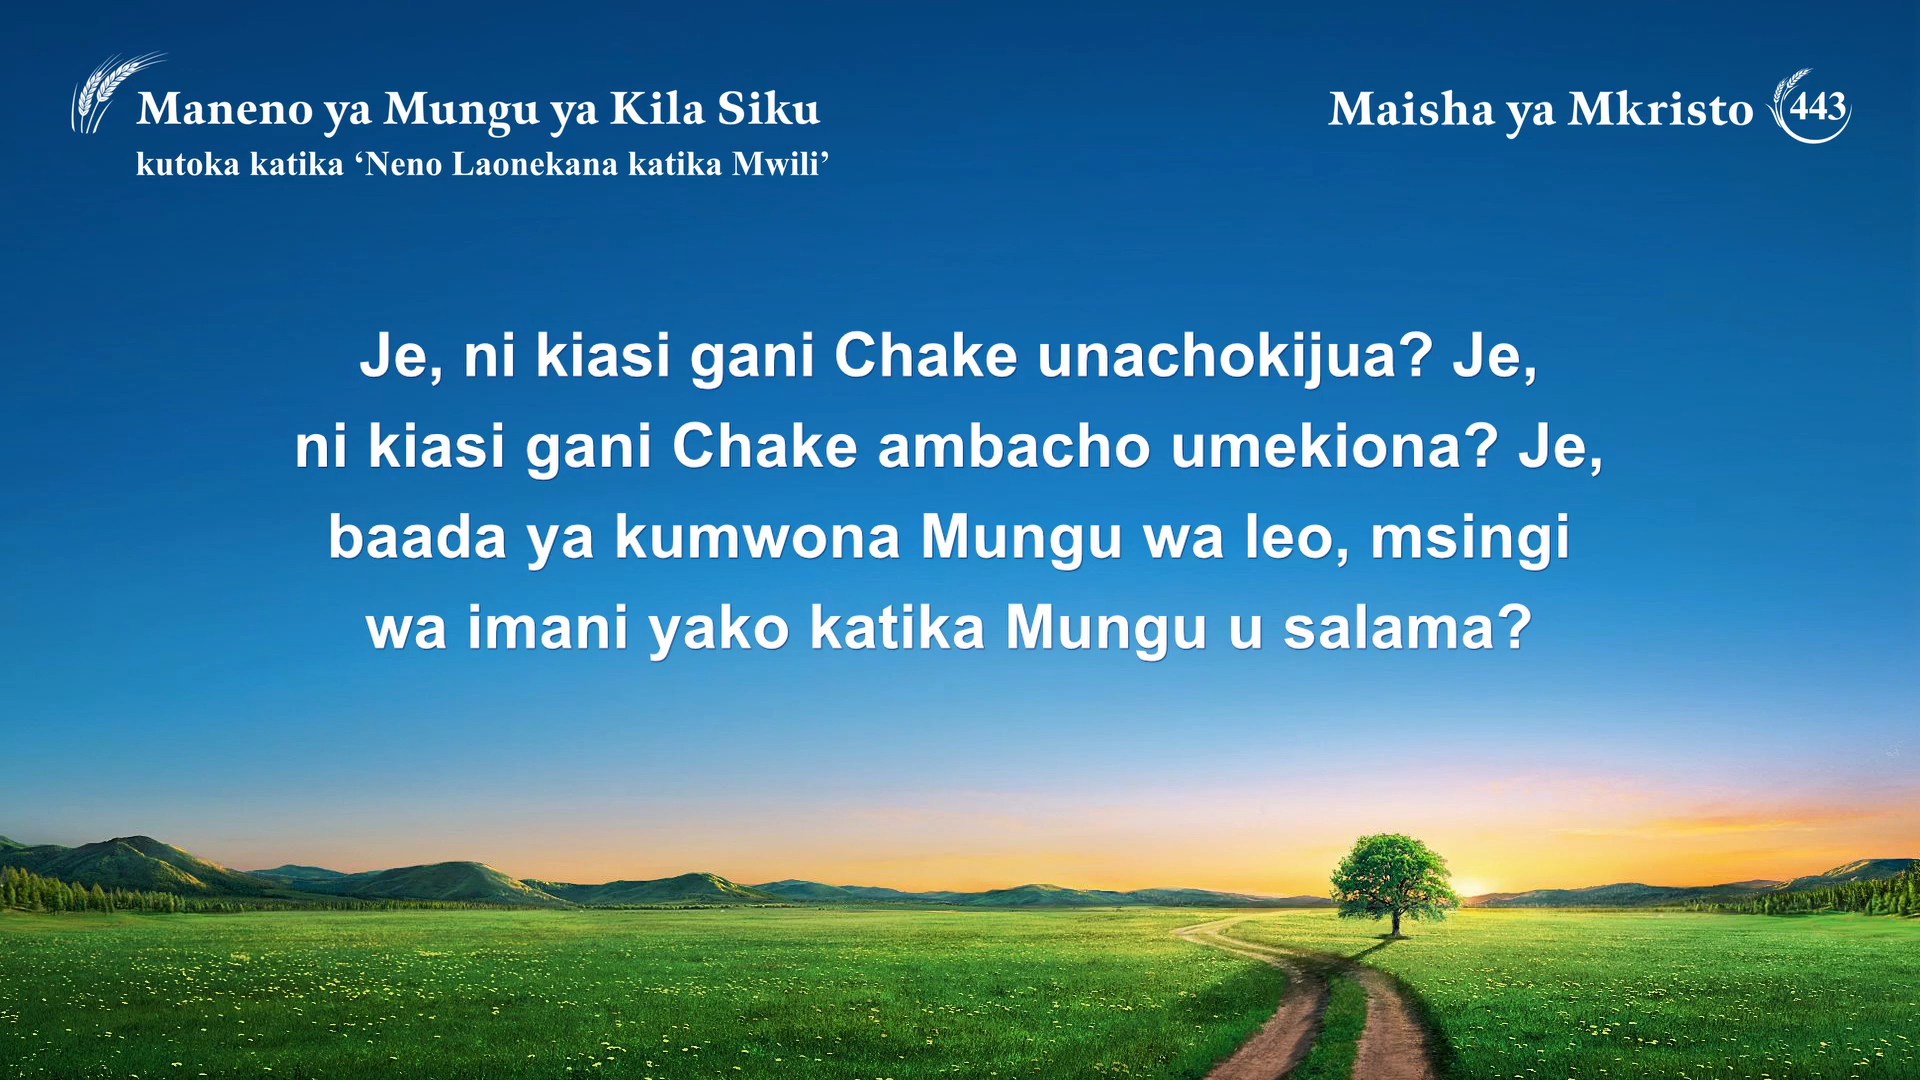 Maneno ya Mungu ya Kila Siku
kutoka katika ‘Neno Laonekana katika Mwili’
Maisha ya Mkristo 443
Je, ni kiasi gani Chake unachokijua? Je,
ni kiasi gani Chake ambacho umekiona? Je,
baada ya kumwona Mungu wa leo, msingi
wa imani yako katika Mungu u salama?